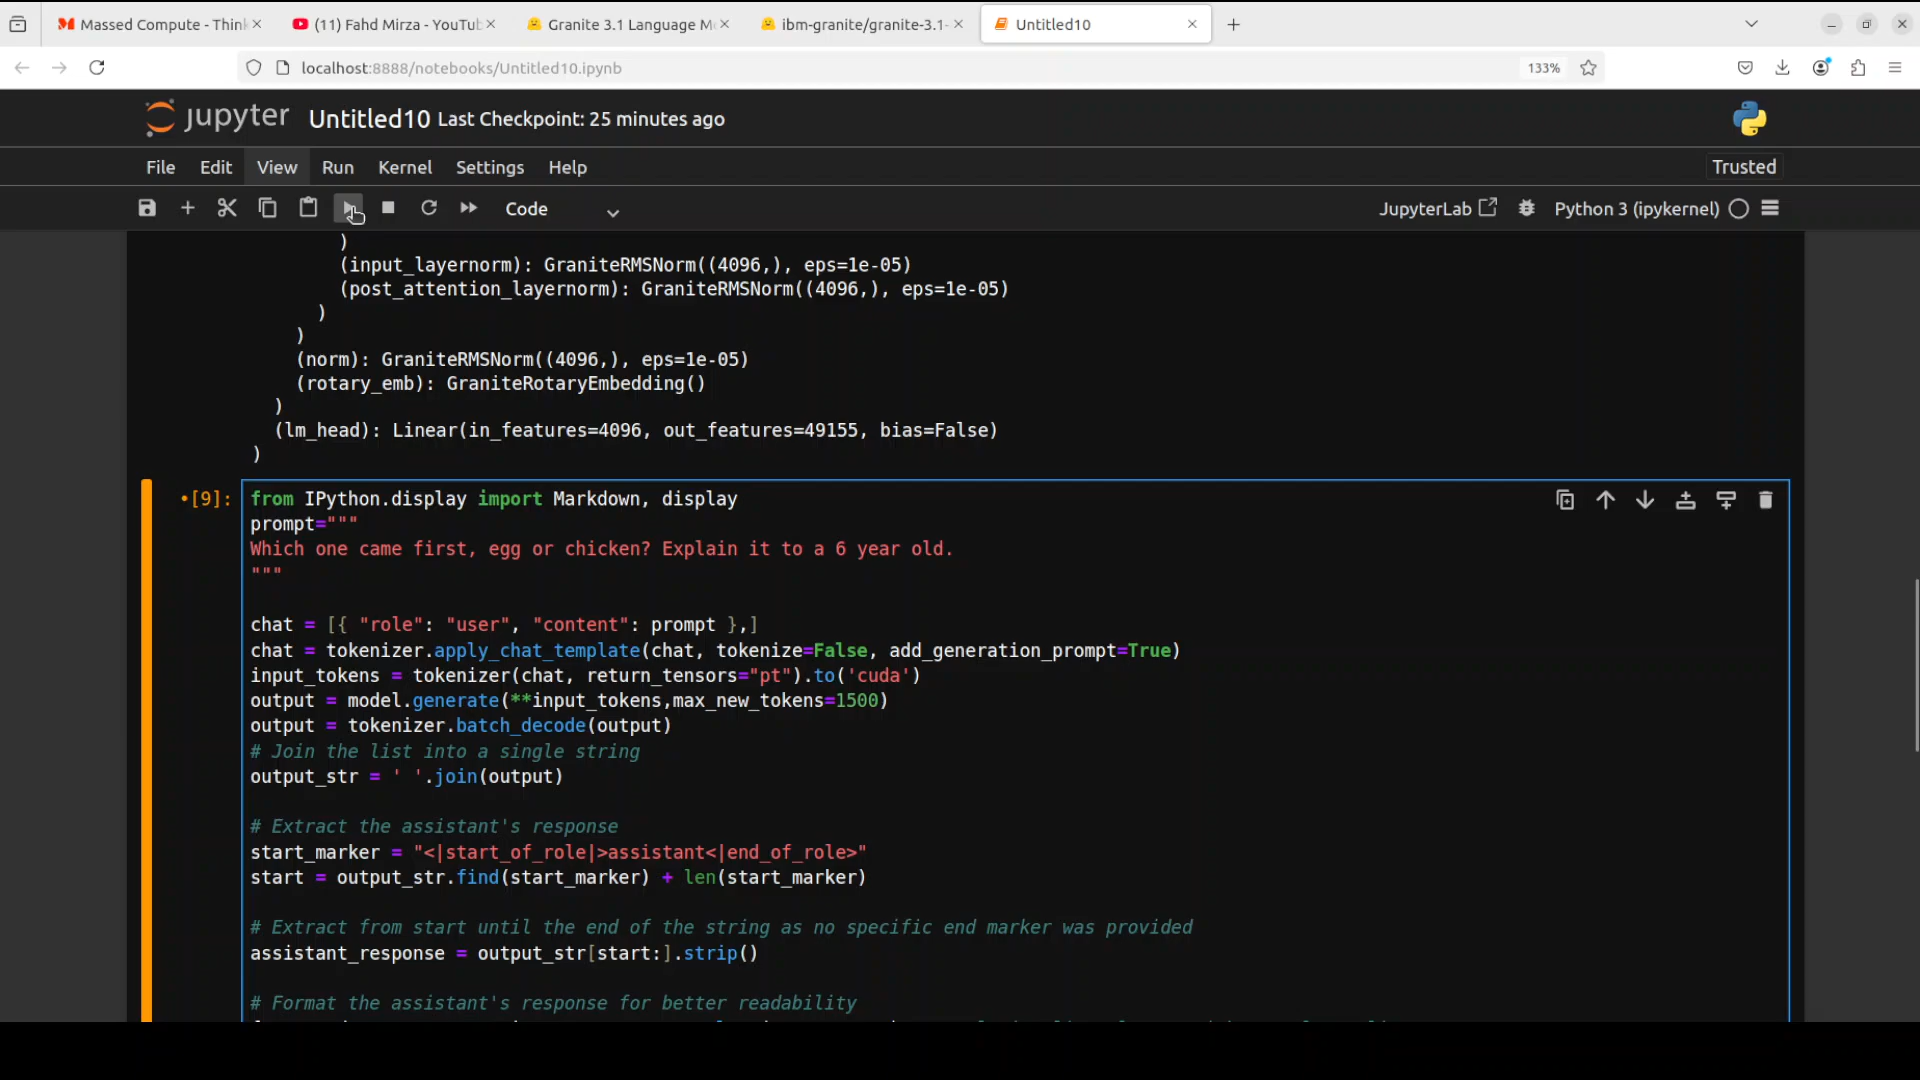 Massed Compute - Think
(11) Fahd Mirza - YouTub
Granite 3.1 Language M
ibm-granite/granite-3.1-
Untitled10
localhost:8888/notebooks/Untitled10.ipynb
133%
jupyter Untitled10 Last Checkpoint: 25 minutes ago
File Edit View Run Kernel Settings Help
Trusted
Code
JupyterLab
Python 3 (ipykernel)
)
(input_layernorm): GraniteRMSNorm((4096,), eps=1e-05)
(post_attention_layernorm): GraniteRMSNorm((4096,), eps=1e-05)
)
)
(norm): GraniteRMSNorm((4096,), eps=1e-05)
(rotary_emb): GraniteRotaryEmbedding()
)
(lm_head): Linear(in_features=4096, out_features=49155, bias=False)
)
•[9]: from IPython.display import Markdown, display
prompt="""
Which one came first, egg or chicken? Explain it to a 6 year old.
"""
chat = [{ "role": "user", "content": prompt },]
chat = tokenizer.apply_chat_template(chat, tokenize=False, add_generation_prompt=True)
input_tokens = tokenizer(chat, return_tensors="pt").to('cuda')
output = model.generate(**input_tokens,max_new_tokens=1500)
output = tokenizer.batch_decode(output)
# Join the list into a single string
output_str = ' '.join(output)
# Extract the assistant's response
start_marker = "<|start_of_role|>assistant<|end_of_role>"
start = output_str.find(start_marker) + len(start_marker)
# Extract from start until the end of the string as no specific end marker was provided
assistant_response = output_str[start:].strip()
# Format the assistant's response for better readability